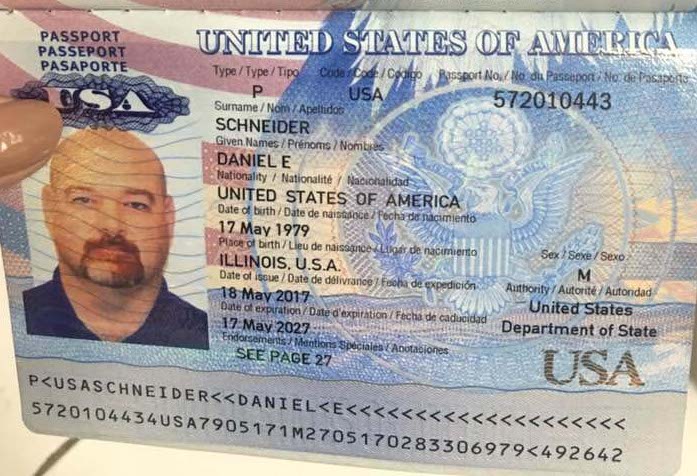 PASSPORT
PASSEPORT
PASAPORTE
USA
UNITED STATES OF AMERICA
Type / Type / Tipo Code / Code / Código Passport No. / No. du Passeport / No. de Pasaporte
P USA 572010443
Surname / Nom / Apellidos
SCHNEIDER
Given Names / Prénoms / Nombres
DANIEL E
Nationality / Nationalité / Nacionalidad
UNITED STATES OF AMERICA
Date of birth / Date de naissance / Fecha de nacimiento
17 May 1979
Place of birth / Lieu de naissance / Lugar de nacimiento Sex / Sexe / Sexo
ILLINOIS, U.S.A. M
Date of issue / Date de délivrance / Fecha de expedición Authority / Autorité / Autoridad
18 May 2017 United States
Date of expiration / Date d'expiration / Fecha de caducidad Department of State
17 May 2027
Endorsements / Mentions Spéciales / Anotaciones
SEE PAGE 27
USA
P<USASCHNEIDER<<DANIEL<E<<<<<<<<<<<<<<<<<<<<
5720104434USA7905171M2705170283306979<492642